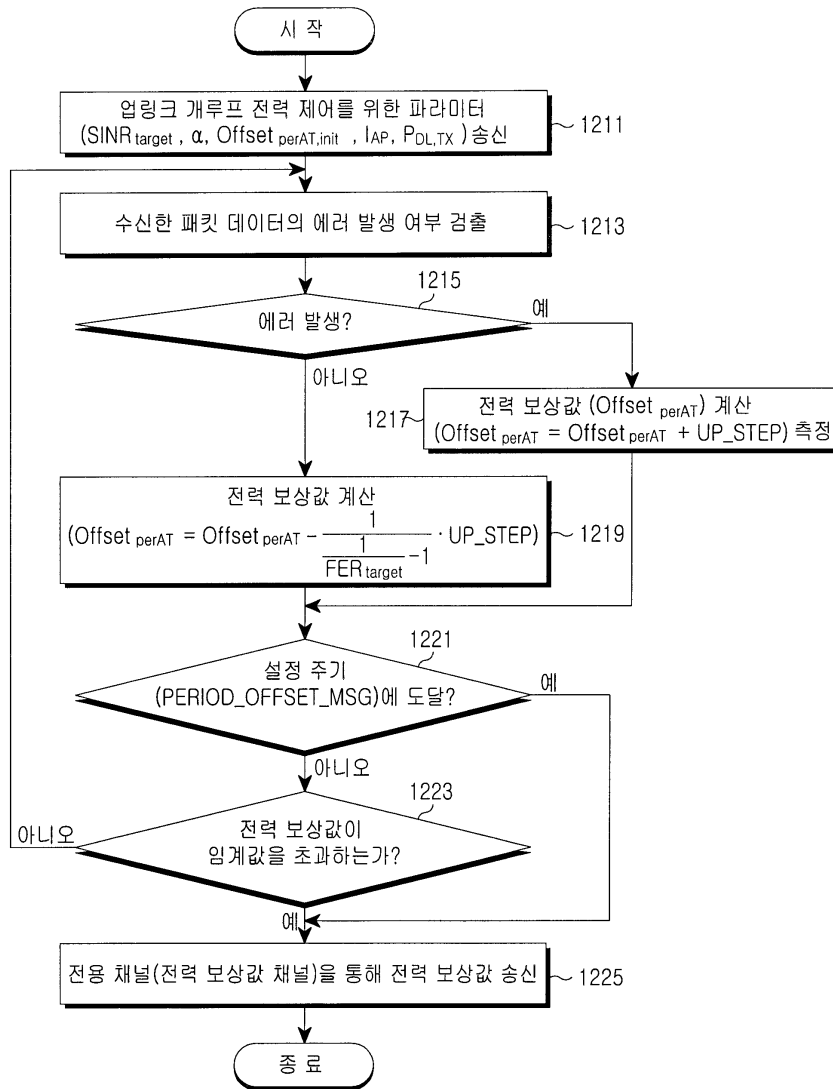 시 작
업링크 개루프 전력 제어를 위한 파라미터
(SINR target , α, Offset perAT,init , IAP, PDL,TX ) 송신
1211
수신한 패킷 데이터의 에러 발생 여부 검출
1213
1215
에러 발생?
예
아니오
전력 보상값 (Offset perAT) 계산
(Offset perAT = Offset perAT + UP_STEP) 측정
1217
전력 보상값 계산
(Offset perAT = Offset perAT - 1 / (1 / FER target - 1) · UP_STEP)
1219
1221
설정 주기
(PERIOD_OFFSET_MSG)에 도달?
예
아니오
1223
전력 보상값이
임계값을 초과하는가?
아니오
예
전용 채널(전력 보상값 채널)을 통해 전력 보상값 송신
1225
종 료